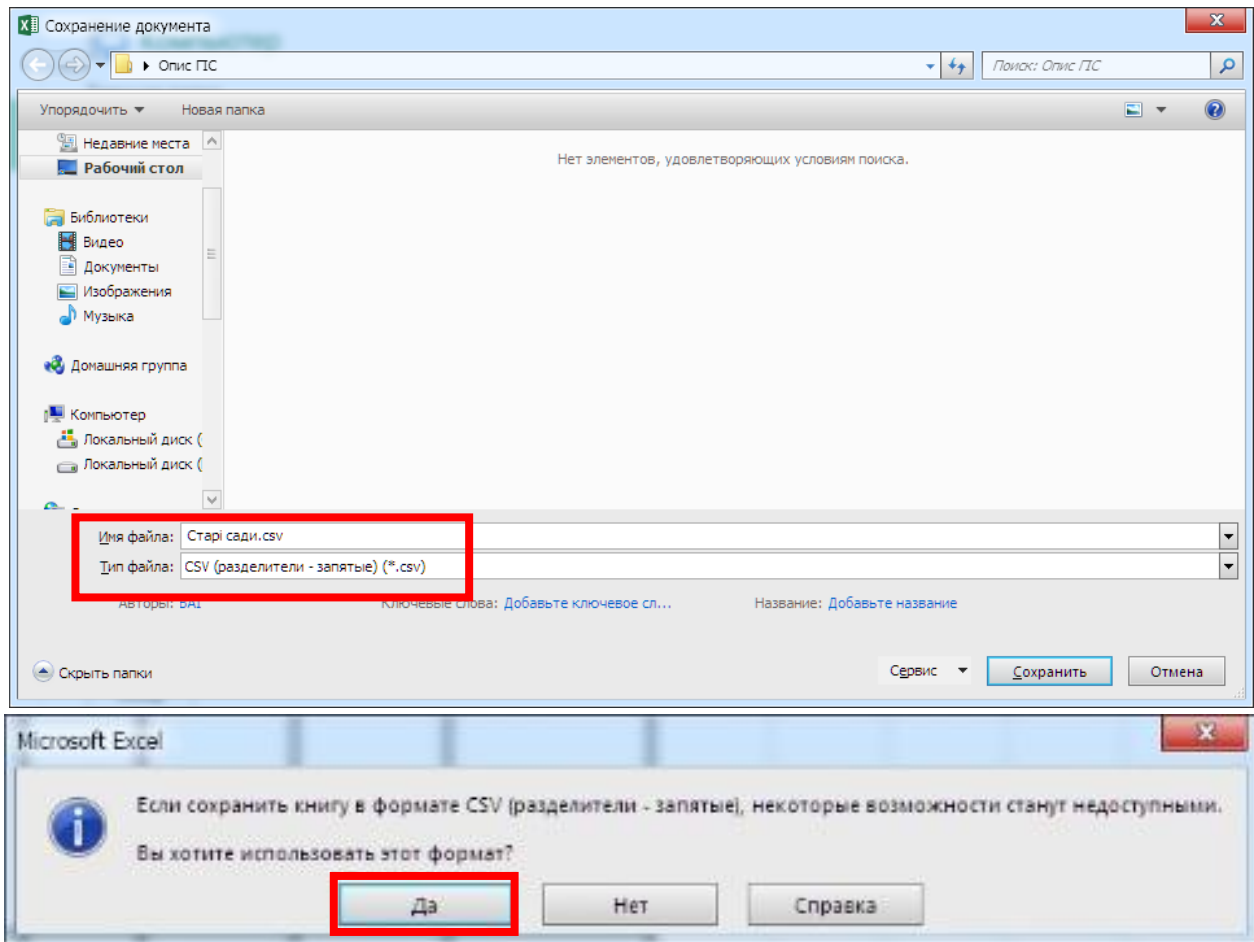 Сохранение документа
Опис ГІС
Поиск: Опис ГІС
Упорядочить
Новая папка
Недавние места
Рабочий стол
Библиотеки
Видео
Документы
Изображения
Музыка
Домашняя группа
Компьютер
Локальный диск (
Локальный диск (
Нет элементов, удовлетворяющих условиям поиска.
Имя файла: Старі сади.csv
Тип файла: CSV (разделители - запятые) (*.csv)
Авторы: BAI Ключевые слова: Добавьте ключевое сл... Название: Добавьте название
Скрыть папки
Сервис
Сохранить
Отмена
Microsoft Excel
Если сохранить книгу в формате CSV (разделители - запятые), некоторые возможности станут недоступными.
Вы хотите использовать этот формат?
Да
Нет
Справка